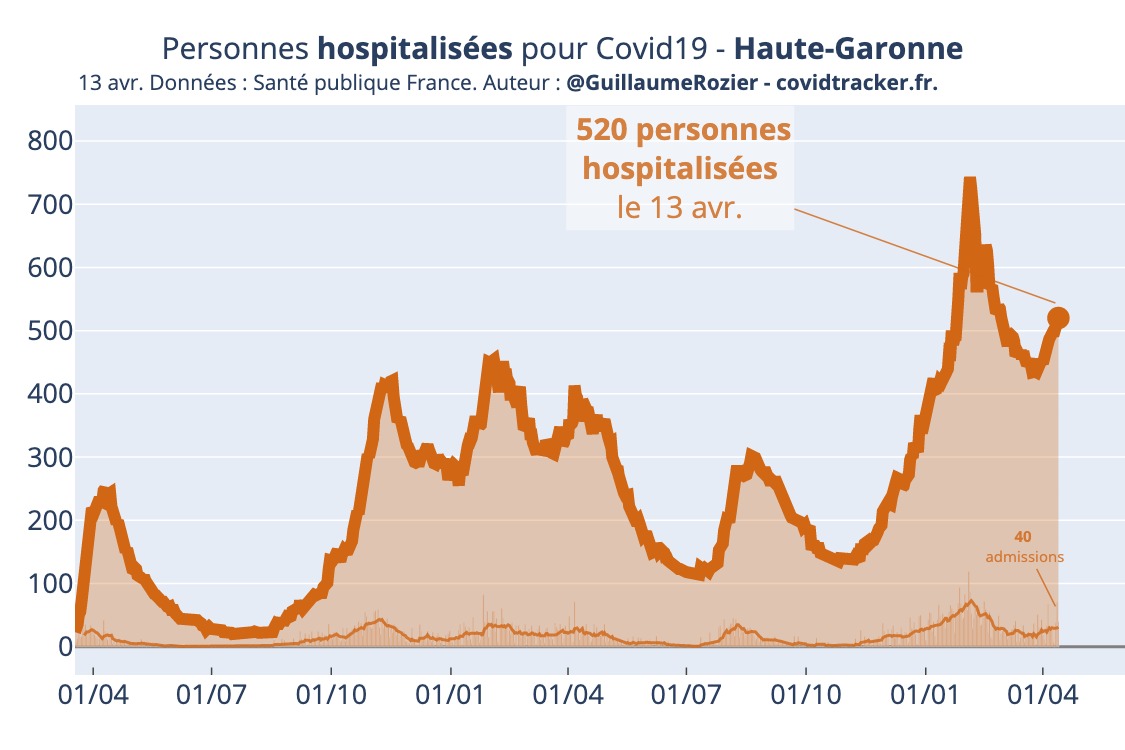 Personnes hospitalisées pour Covid19 - Haute-Garonne
13 avr. Données : Santé publique France. Auteur : @GuillaumeRozier - covidtracker.fr.
520 personnes
hospitalisées
le 13 avr.
800
700
600
500
400
300
200
100
0
40
admissions
01/04 01/07 01/10 01/01 01/04 01/07 01/10 01/01 01/04